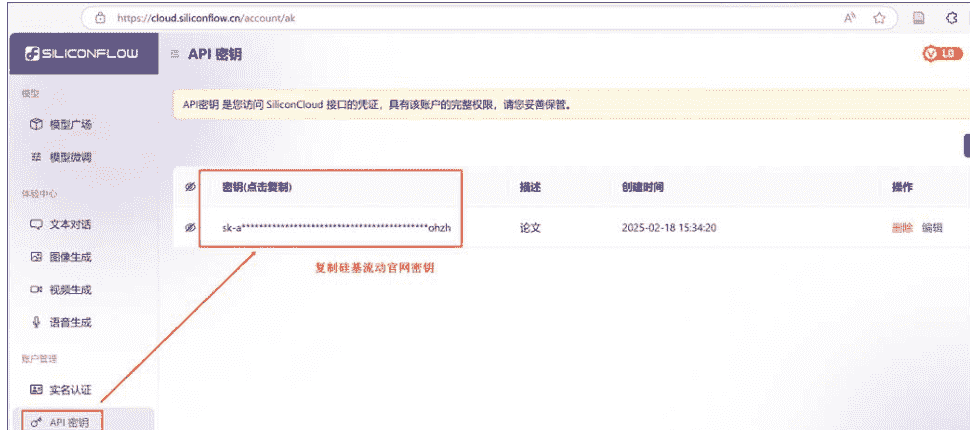 https://cloud.siliconflow.cn/account/ak
SILICONFLOW
API 密钥
L0
模型
API密钥 是您访问 SiliconCloud 接口的凭证，具有该账户的完整权限，请您妥善保管。
模型广场
模型微调
密钥(点击复制) 描述 创建时间 操作
体验中心
文本对话
sk-a******************************************ohzh 论文 2025-02-18 15:34:20 删除 编辑
图像生成
复制硅基流动官网密钥
视频生成
语音生成
账户管理
实名认证
API 密钥